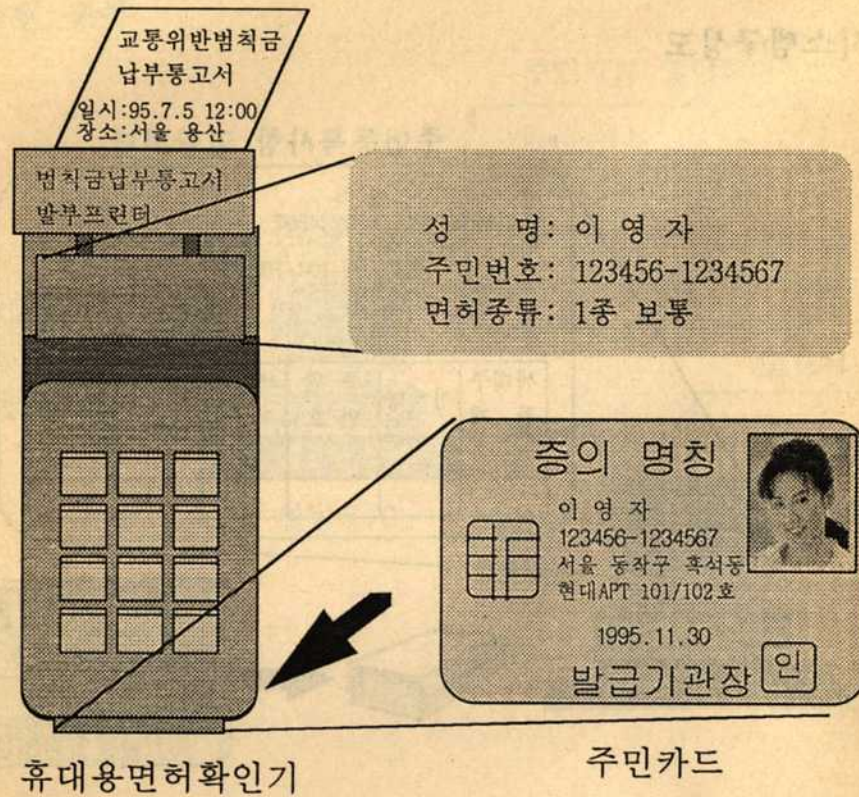 교통위반범칙금
납부통고서
일시:95.7.5 12:00
장소:서울 용산
범칙금납부통고서
발부프린터
성 명: 이 영 자
주민번호: 123456-1234567
면허종류: 1종 보통
증의 명칭
이 영 자
123456-1234567
서울 동작구 흑석동
현대APT 101/102호
1995.11.30
발급기관장 인
휴대용면허확인기
주민카드